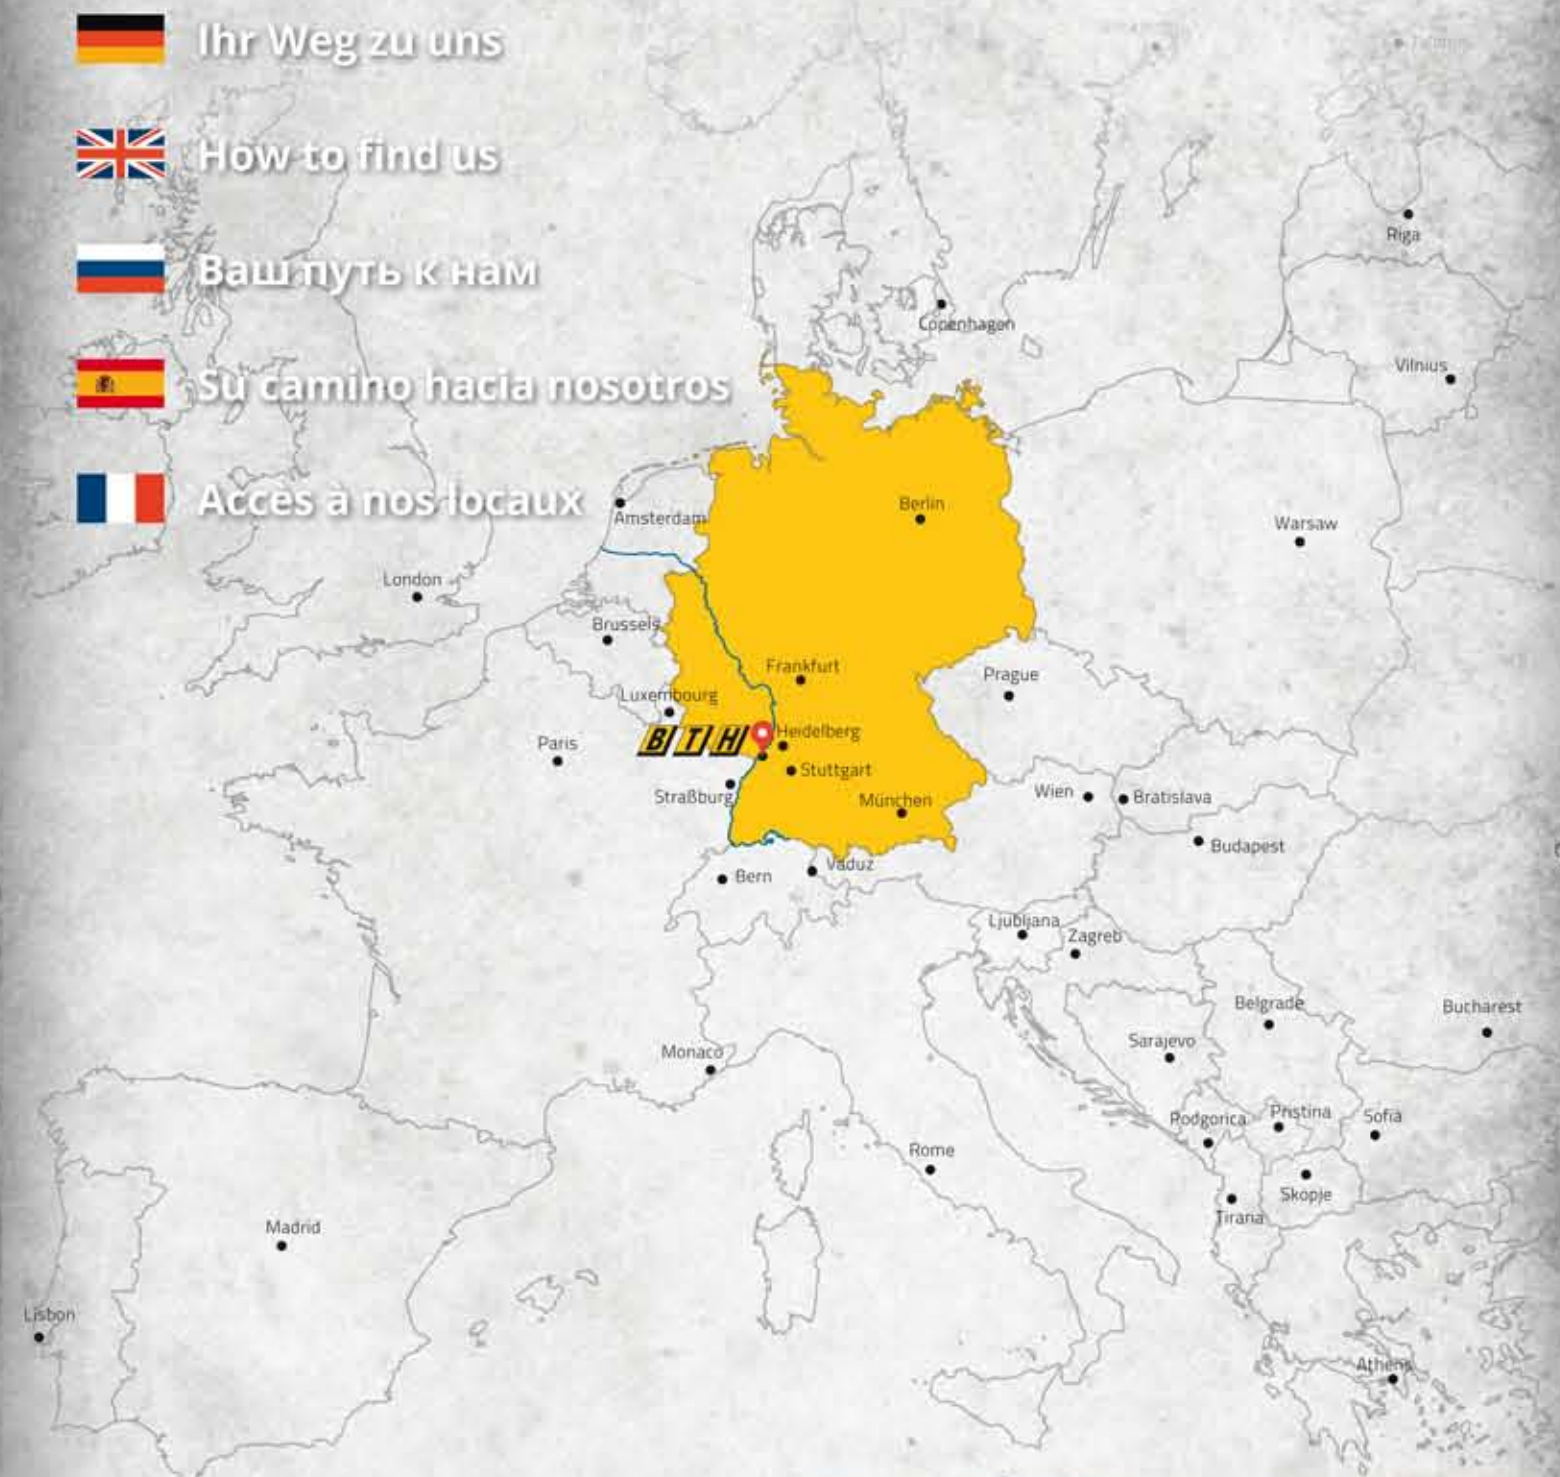 Ihr Weg zu uns
How to find us
Ваш путь к нам
Su camino hacia nosotros
Accès à nos locaux
Riga
Copenhagen
Vilnius
Berlin
Amsterdam
Warsaw
London
Brussels
Frankfurt
Prague
Luxembourg
BTH
Heidelberg
Paris
Stuttgart
Straßburg
München
Wien
Bratislava
Budapest
Vaduz
Bern
Ljubljana
Zagreb
Belgrade
Bucharest
Sarajevo
Monaco
Podgorica
Pristina
Sofia
Rome
Skopje
Tirana
Madrid
Lisbon
Athens